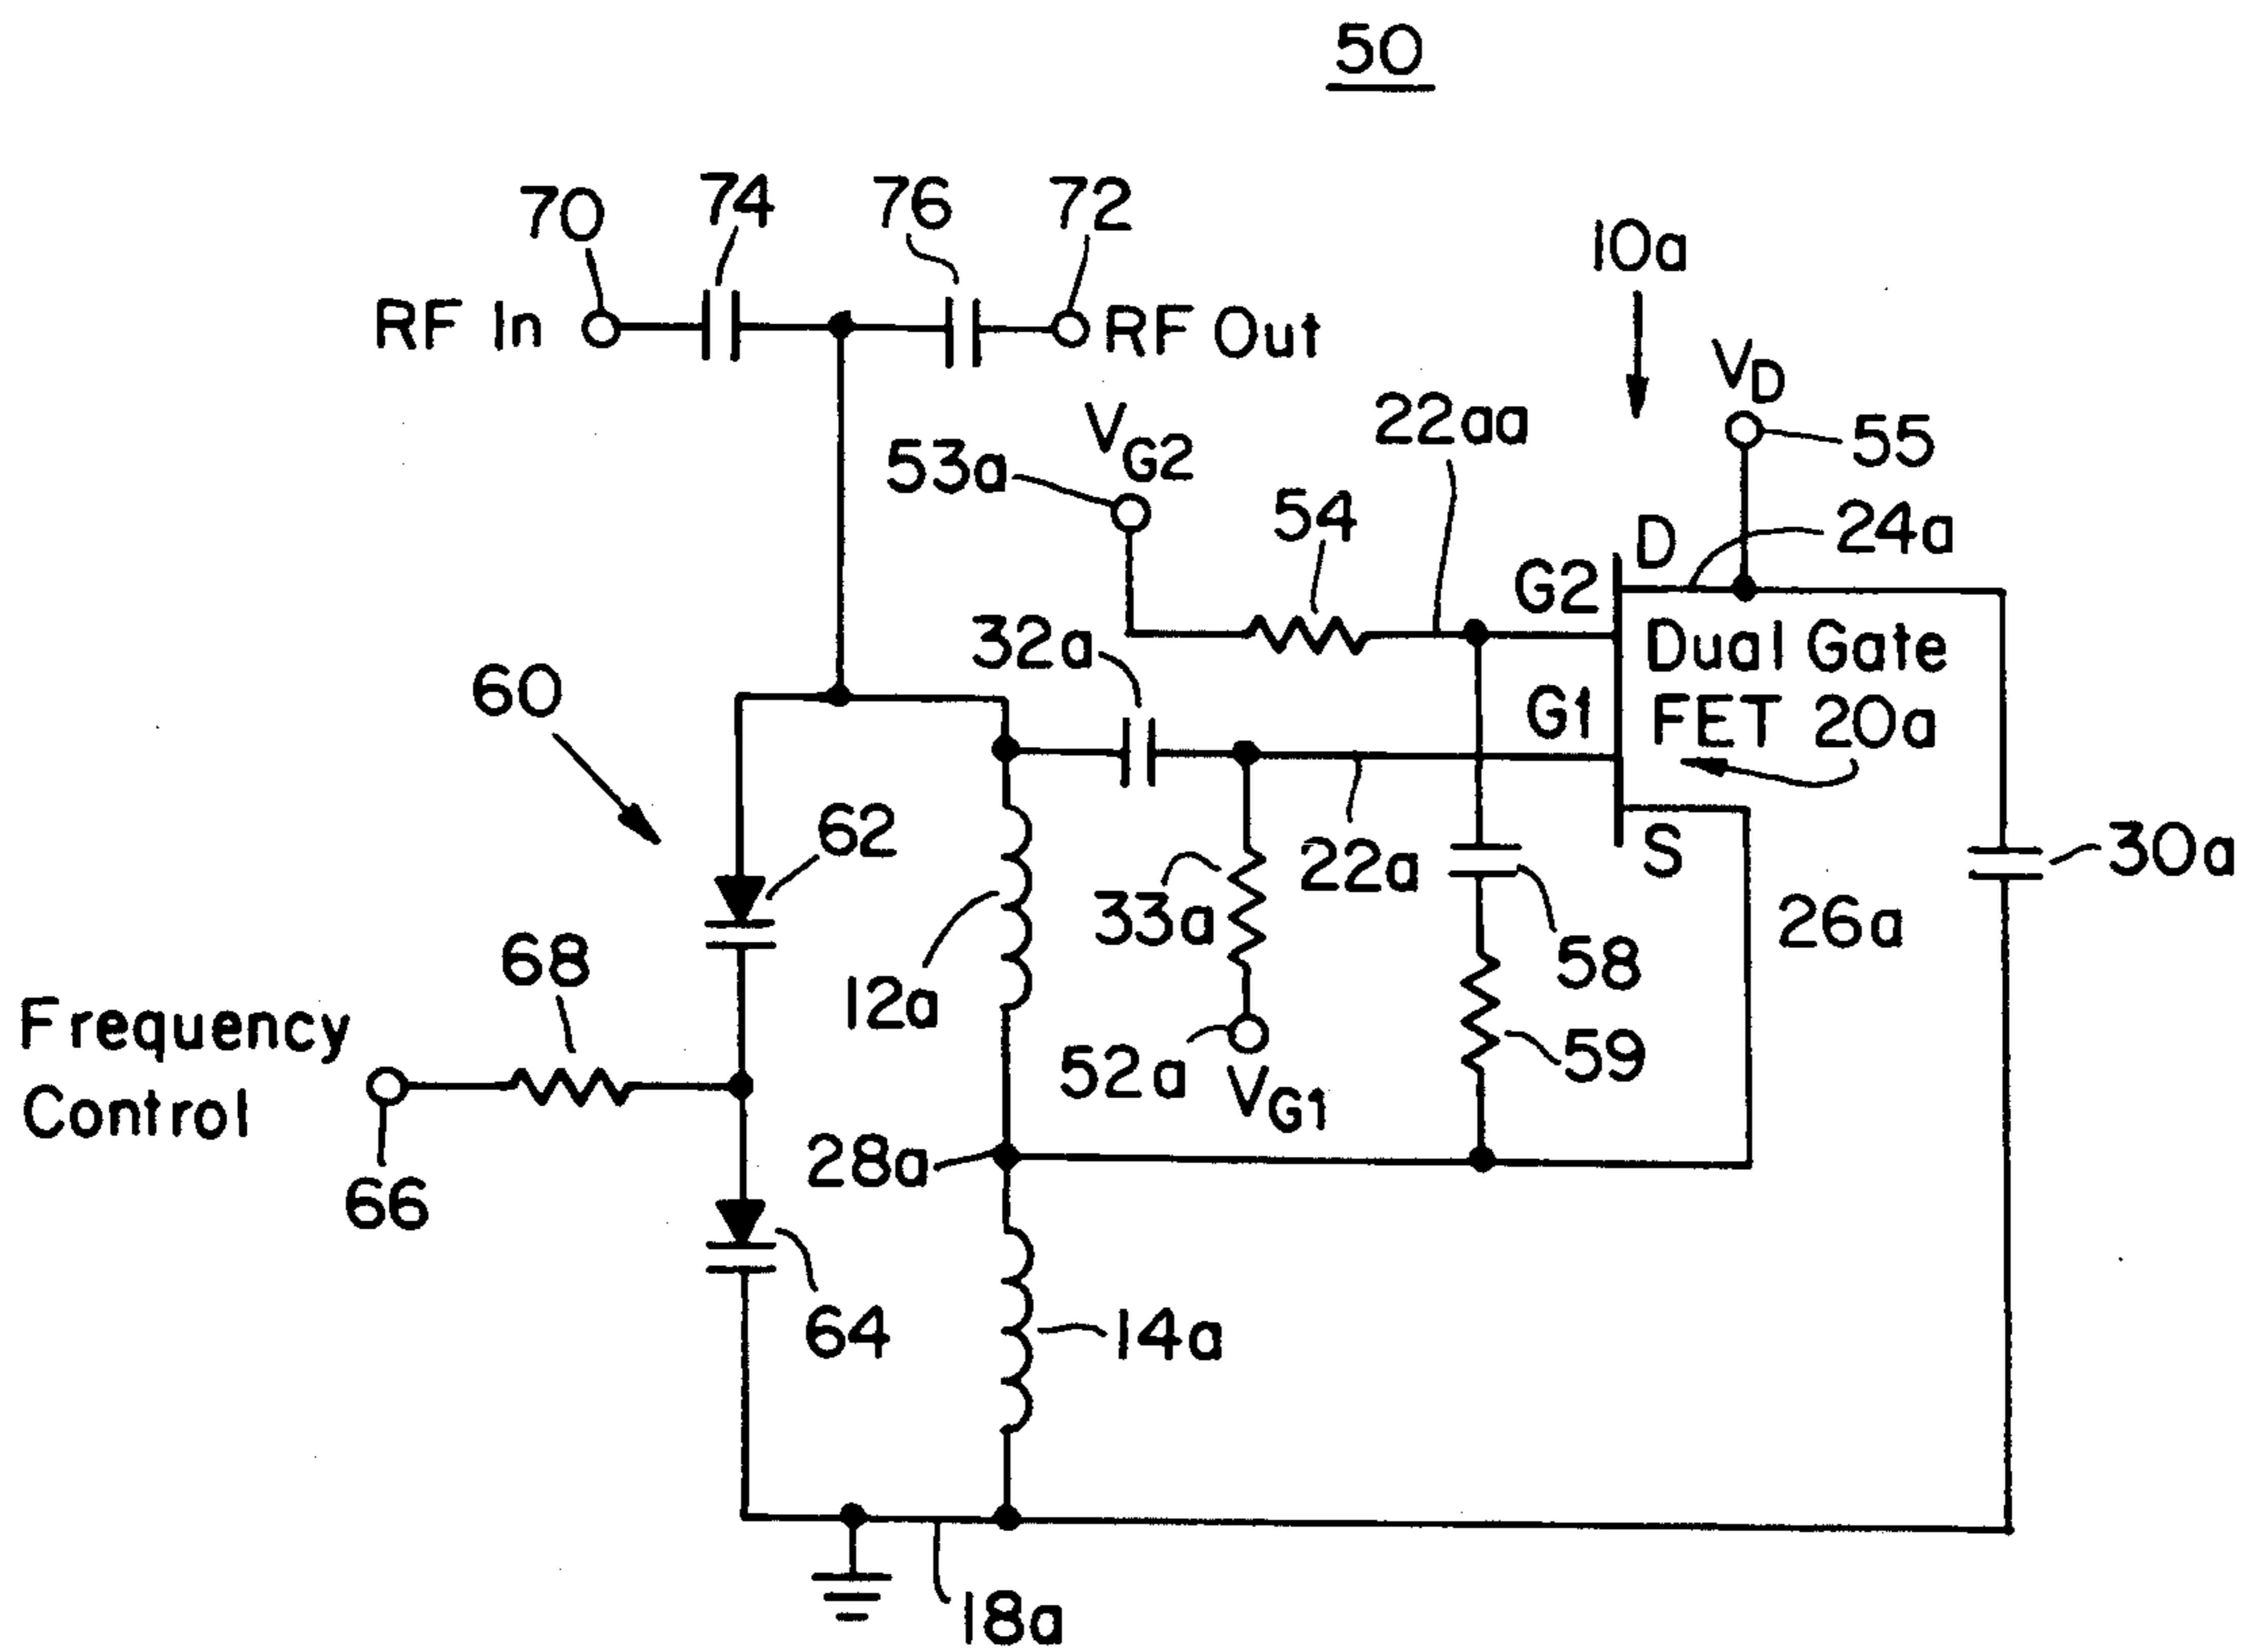 50
70
74
76
72
10a
RF In
RF Out
VD
55
VG2
53a
22aa
54
24a
D
G2
32a
Dual Gate
60
G1
FET 20a
62
S
30a
33a
22a
26a
68
12a
58
Frequency
Control
52a
VG1
59
28a
66
64
14a
18a